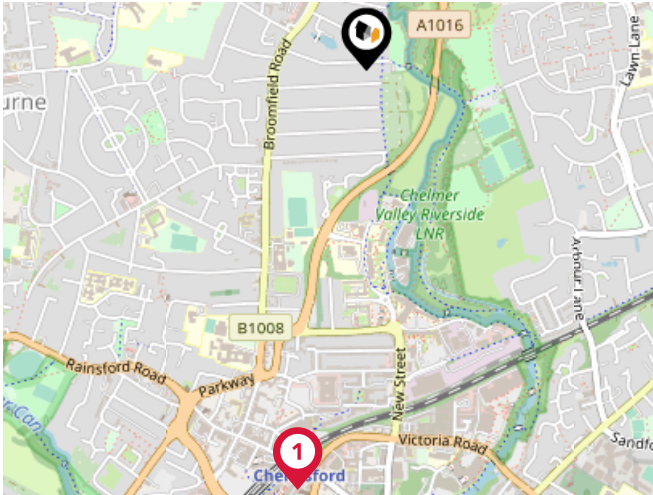 A1016
Lawn Lane
Broomfield Road
urne
Chelmer
Valley Riverside
LNR
Arbour Lane
B1008
Rainsford Road
Parkway
New Street
er Can
1
Victoria Road
Sandfo
Chelmsford